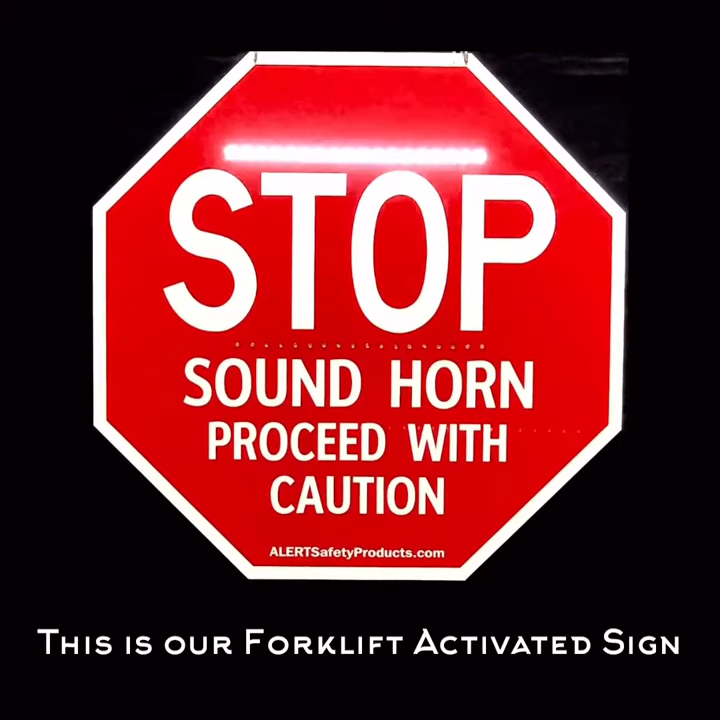 STOP
SOUND HORN
PROCEED WITH
CAUTION
ALERTSafetyProducts.com
This is our Forklift Activated Sign